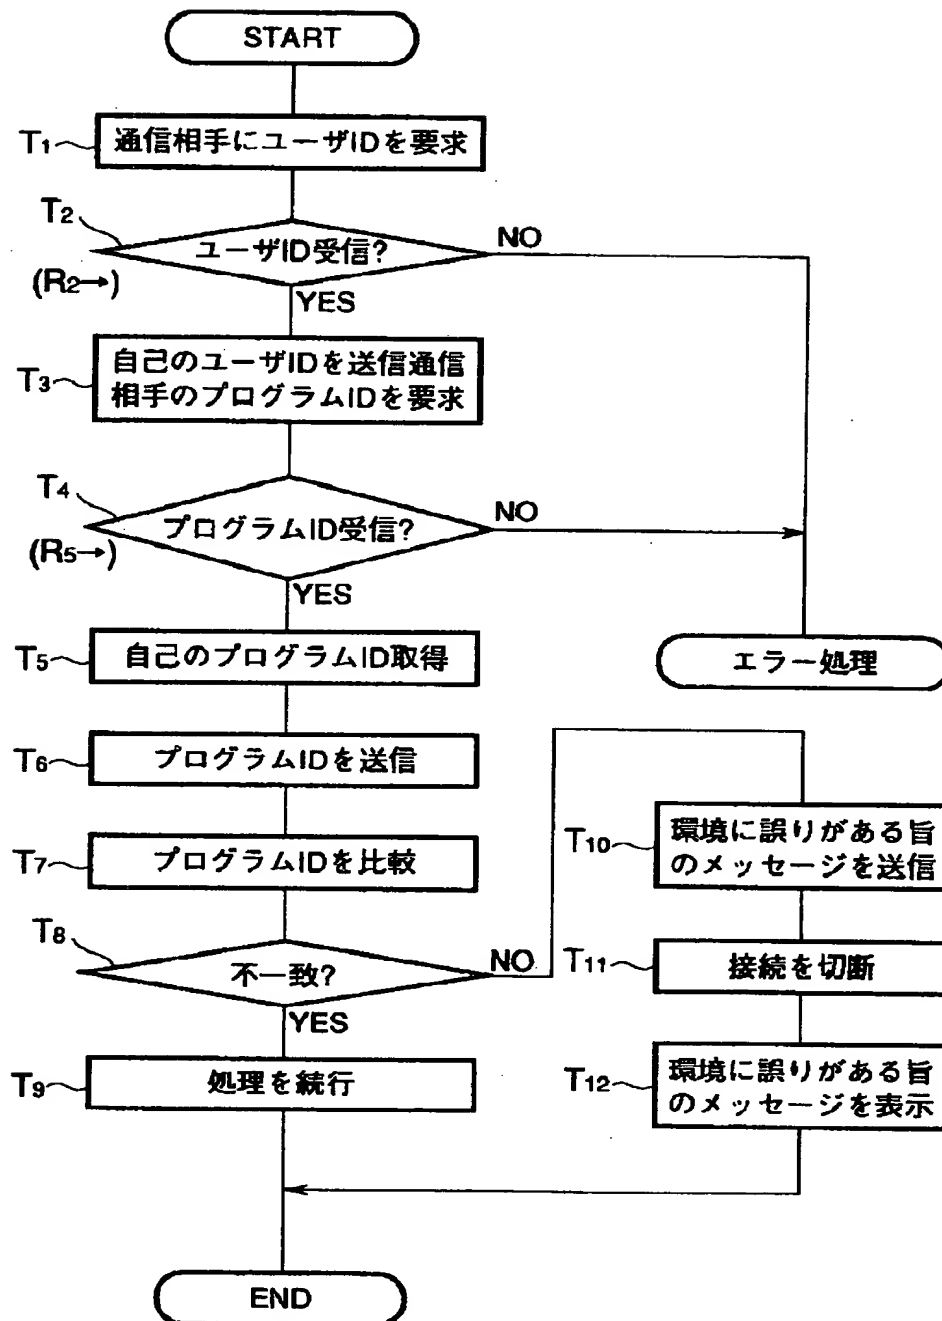 START
T1 通信相手にユーザIDを要求
T2
ユーザID受信?
NO
(R2→)
YES
T3
自己のユーザIDを送信通信
相手のプログラムIDを要求
T4
プログラムID受信?
NO
(R5→)
YES
T5 自己のプログラムID取得
エラー処理
T6 プログラムIDを送信
T7 プログラムIDを比較
T8
不一致?
NO
YES
T9 処理を続行
T10
環境に誤りがある旨
のメッセージを送信
T11 接続を切断
T12
環境に誤りがある旨
のメッセージを表示
END